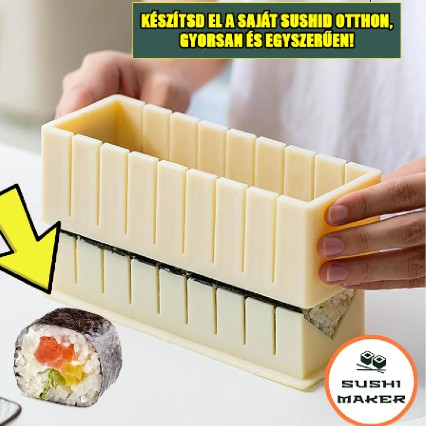 KÉSZÍTSD EL A SAJÁT SUSHID OTTHON,
GYORSAN ÉS EGYSZERŰEN!
SUSHI
MAKER